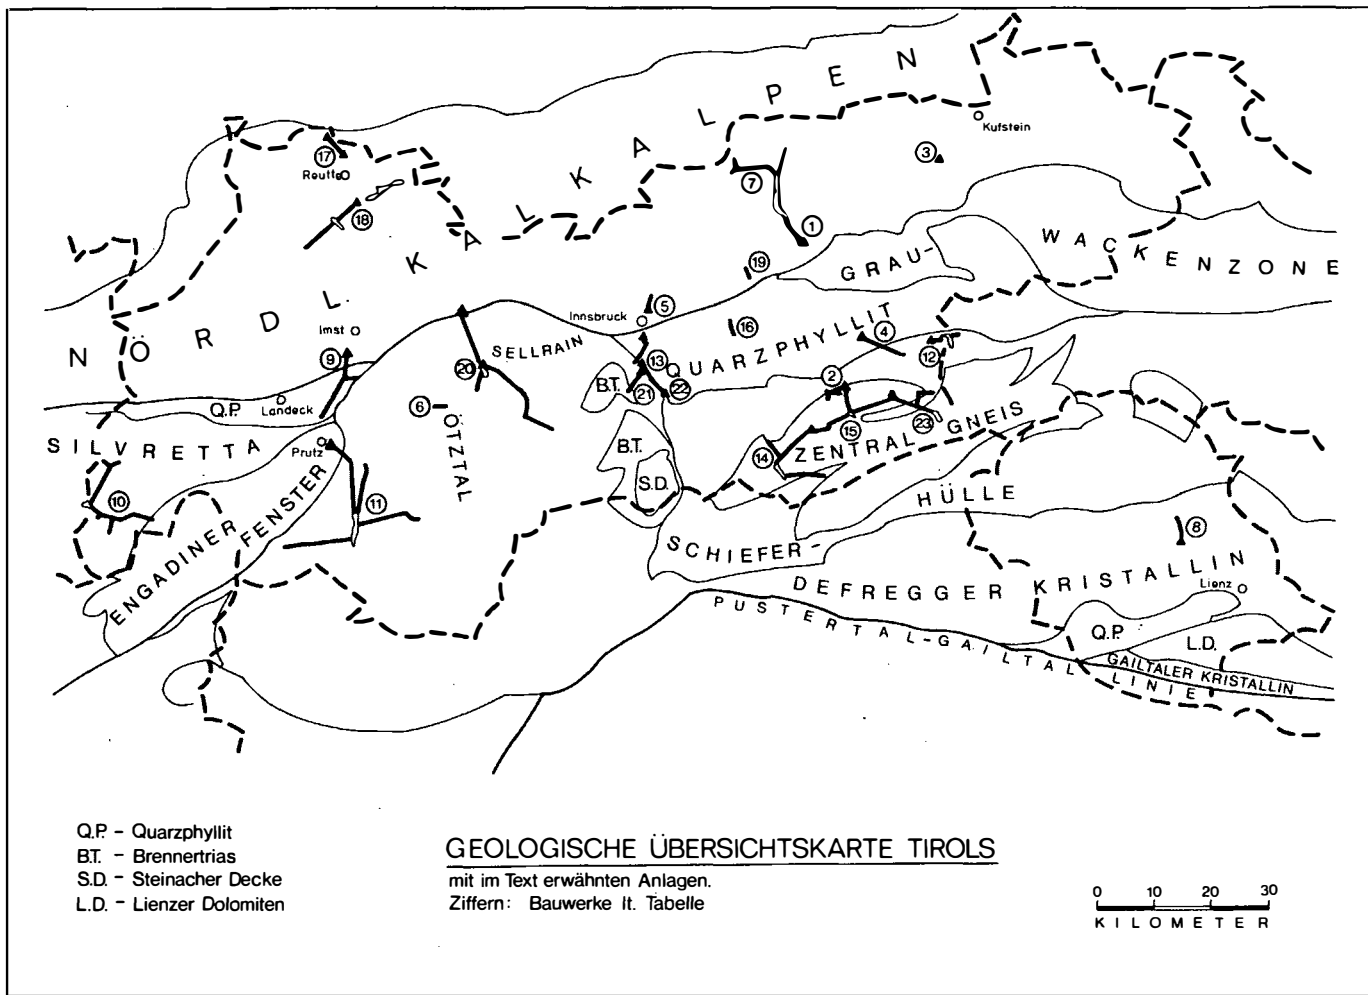 NÖRDL. KALKALPEN
Kufstein
3
17
Reutte
7
18
1
WACKENZONE
GRAU-
19
5
Innsbruck
16
QUARZPHYLLIT
4
12
Imst
9
SELLRAIN
20
13
B.T.
21
22
2
Landeck
Q.P.
6
ÖTZTAL
15
23
ZENTRAL GNEIS
14
SILVRETTA
Prutz
B.T.
S.D.
10
11
ENGADINER
FENSTER
HÜLLE
SCHIEFER-
8
DEFREGGER KRISTALLIN
Lienz
PUSTERTAL-GAILTAL LINIE
Q.P.
L.D.
GAILTALER KRISTALLIN
Q.P. - Quarzphyllit
B.T. - Brennertrias
S.D. - Steinacher Decke
L.D. - Lienzer Dolomiten
GEOLOGISCHE ÜBERSICHTSKARTE TIROLS
mit im Text erwähnten Anlagen.
Ziffern: Bauwerke lt. Tabelle
0 10 20 30
KILOMETER